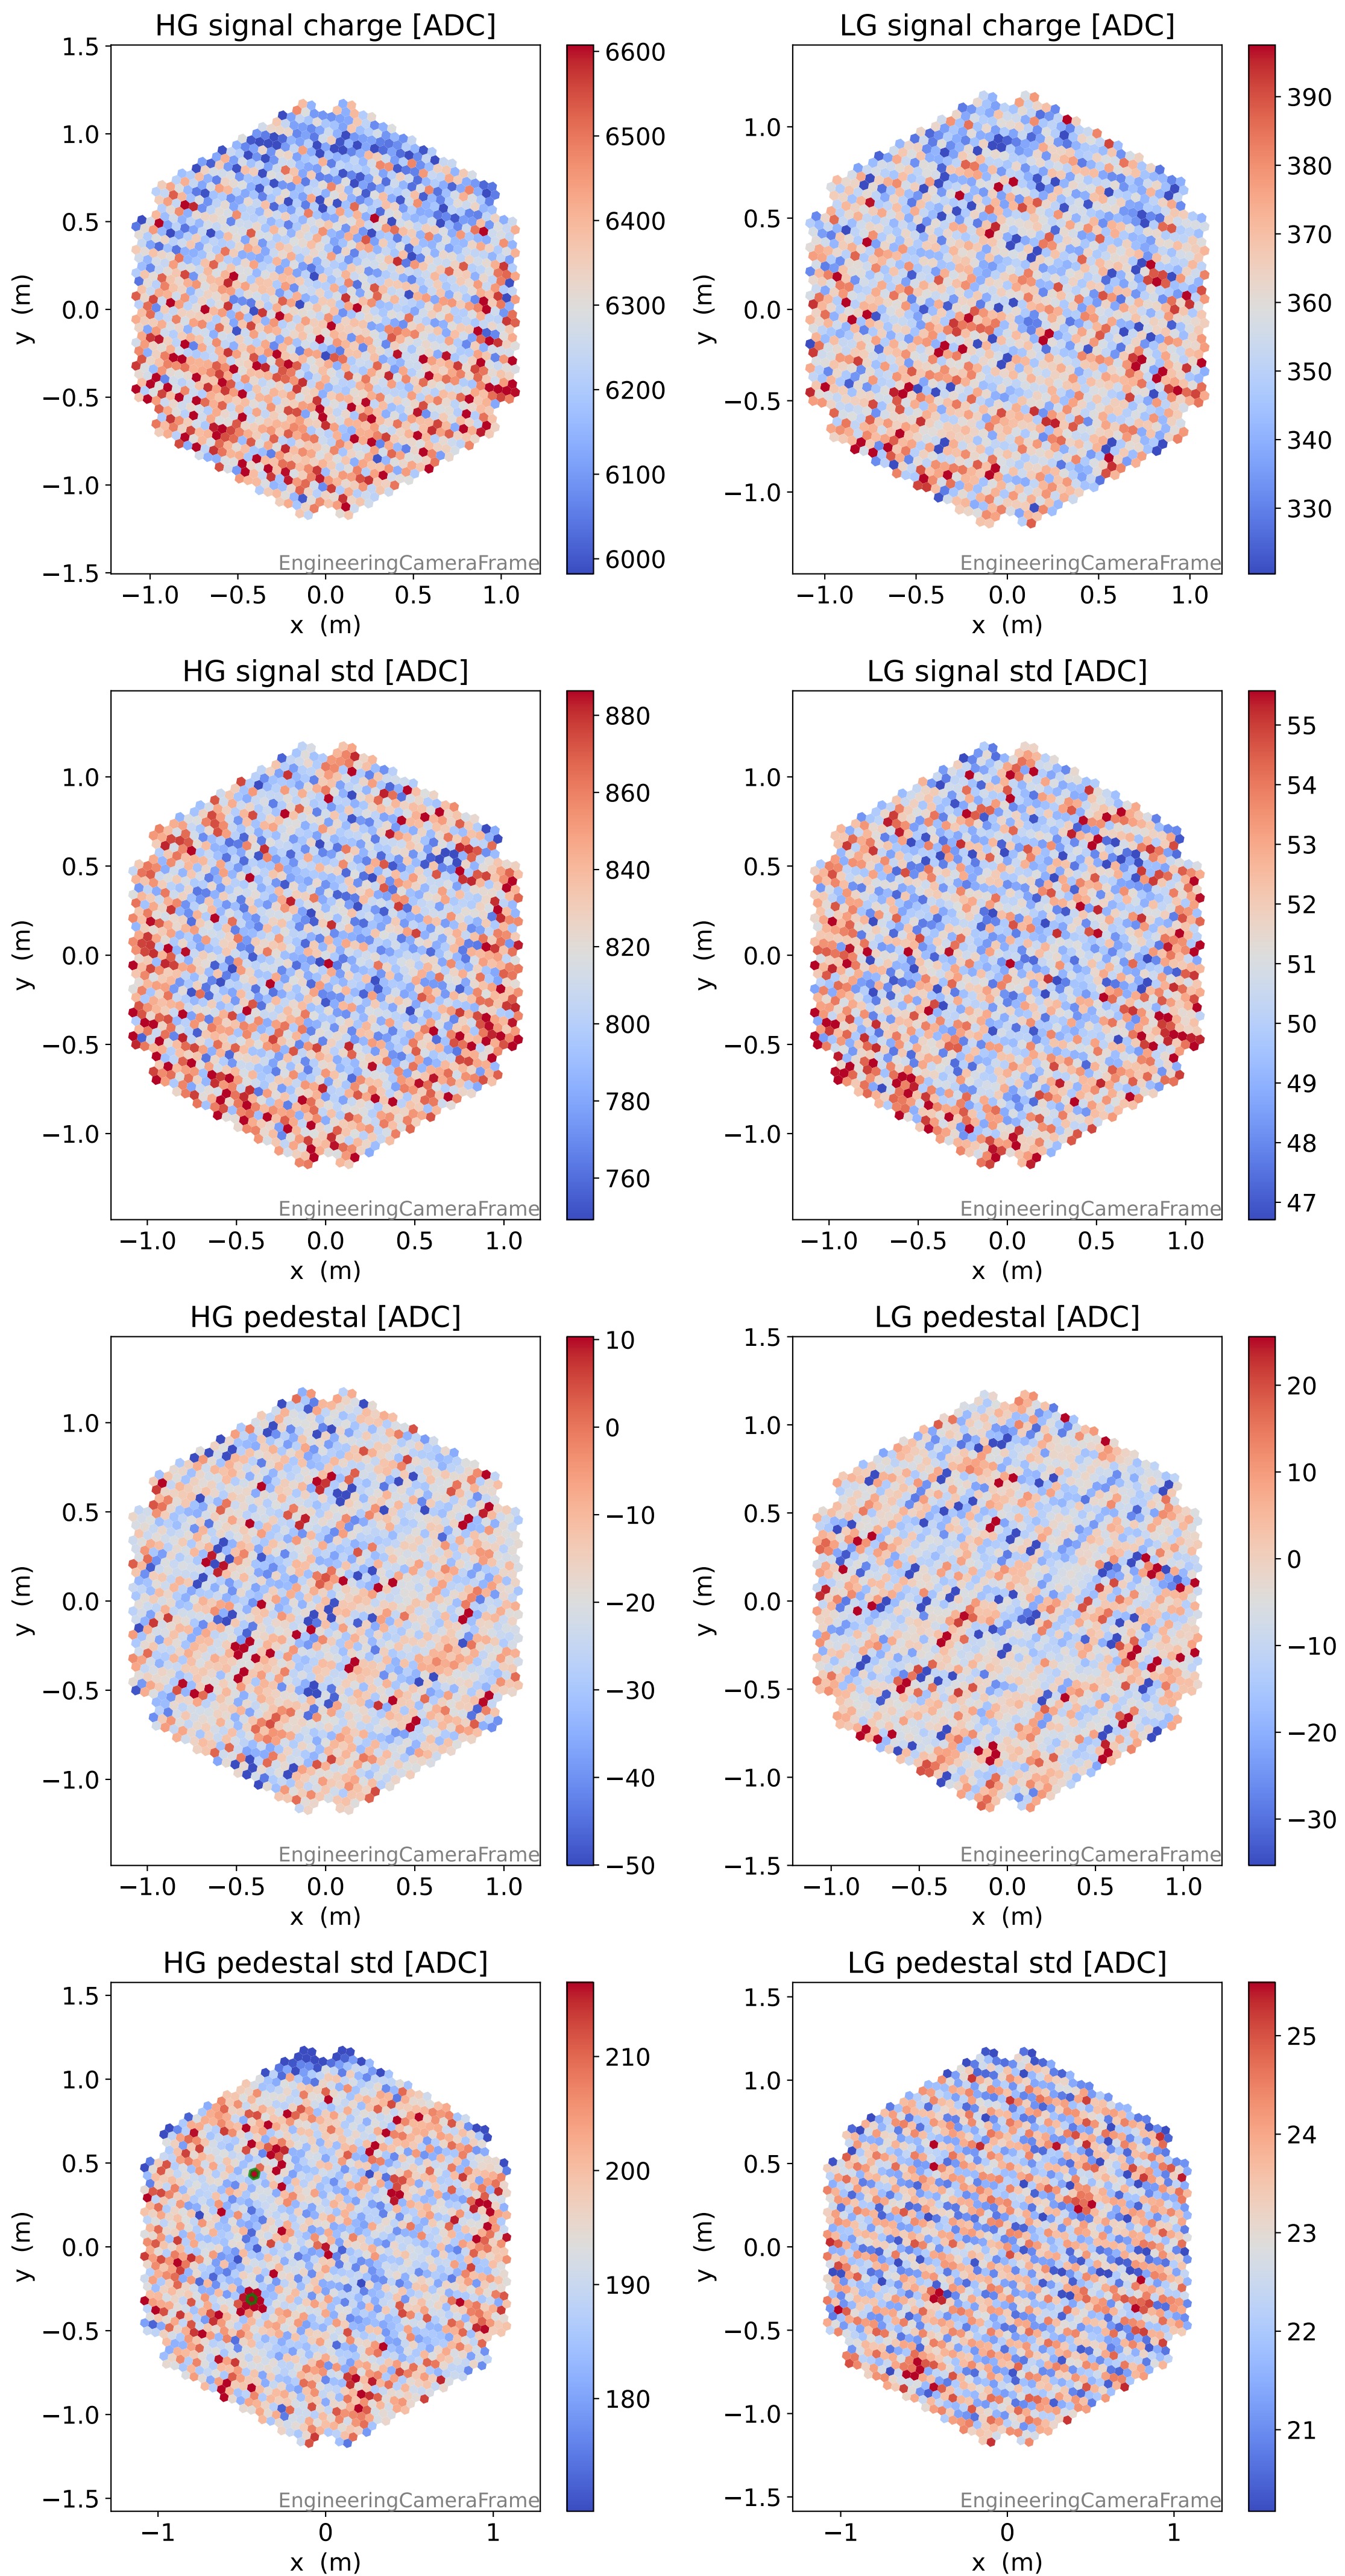 HG signal charge [ADC]
1.5
1.0
0.5
0.0
−0.5
−1.0
−1.5
y (m)
−1.0 −0.5 0.0 0.5 1.0
x (m)
EngineeringCameraFrame
6600
6500
6400
6300
6200
6100
6000
LG signal charge [ADC]
1.0
0.5
0.0
−0.5
−1.0
y (m)
−1.0 −0.5 0.0 0.5 1.0
x (m)
EngineeringCameraFrame
390
380
370
360
350
340
330
HG signal std [ADC]
1.0
0.5
0.0
−0.5
−1.0
y (m)
−1.0 −0.5 0.0 0.5 1.0
x (m)
EngineeringCameraFrame
880
860
840
820
800
780
760
LG signal std [ADC]
1.0
0.5
0.0
−0.5
−1.0
y (m)
−1.0 −0.5 0.0 0.5 1.0
x (m)
EngineeringCameraFrame
55
54
53
52
51
50
49
48
47
HG pedestal [ADC]
1.0
0.5
0.0
−0.5
−1.0
y (m)
−1.0 −0.5 0.0 0.5 1.0
x (m)
EngineeringCameraFrame
10
0
−10
−20
−30
−40
−50
LG pedestal [ADC]
1.5
1.0
0.5
0.0
−0.5
−1.0
−1.5
y (m)
−1.0 −0.5 0.0 0.5 1.0
x (m)
EngineeringCameraFrame
20
10
0
−10
−20
−30
HG pedestal std [ADC]
1.5
1.0
0.5
0.0
−0.5
−1.0
−1.5
y (m)
−1 0 1
x (m)
EngineeringCameraFrame
210
200
190
180
LG pedestal std [ADC]
1.5
1.0
0.5
0.0
−0.5
−1.0
−1.5
y (m)
−1 0 1
x (m)
EngineeringCameraFrame
25
24
23
22
21